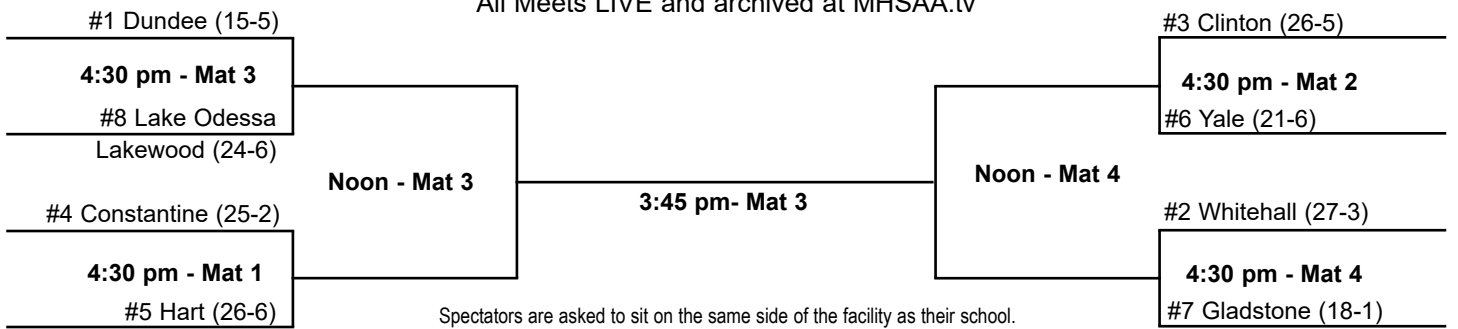 All Meets LIVE and archived at MHSAA.tv
#1 Dundee (15-5)
4:30 pm - Mat 3
#8 Lake Odessa
Lakewood (24-6)
Noon - Mat 3
#4 Constantine (25-2)
4:30 pm - Mat 1
#5 Hart (26-6)
3:45 pm- Mat 3
Spectators are asked to sit on the same side of the facility as their school.
#3 Clinton (26-5)
4:30 pm - Mat 2
#6 Yale (21-6)
Noon - Mat 4
#2 Whitehall (27-3)
4:30 pm - Mat 4
#7 Gladstone (18-1)